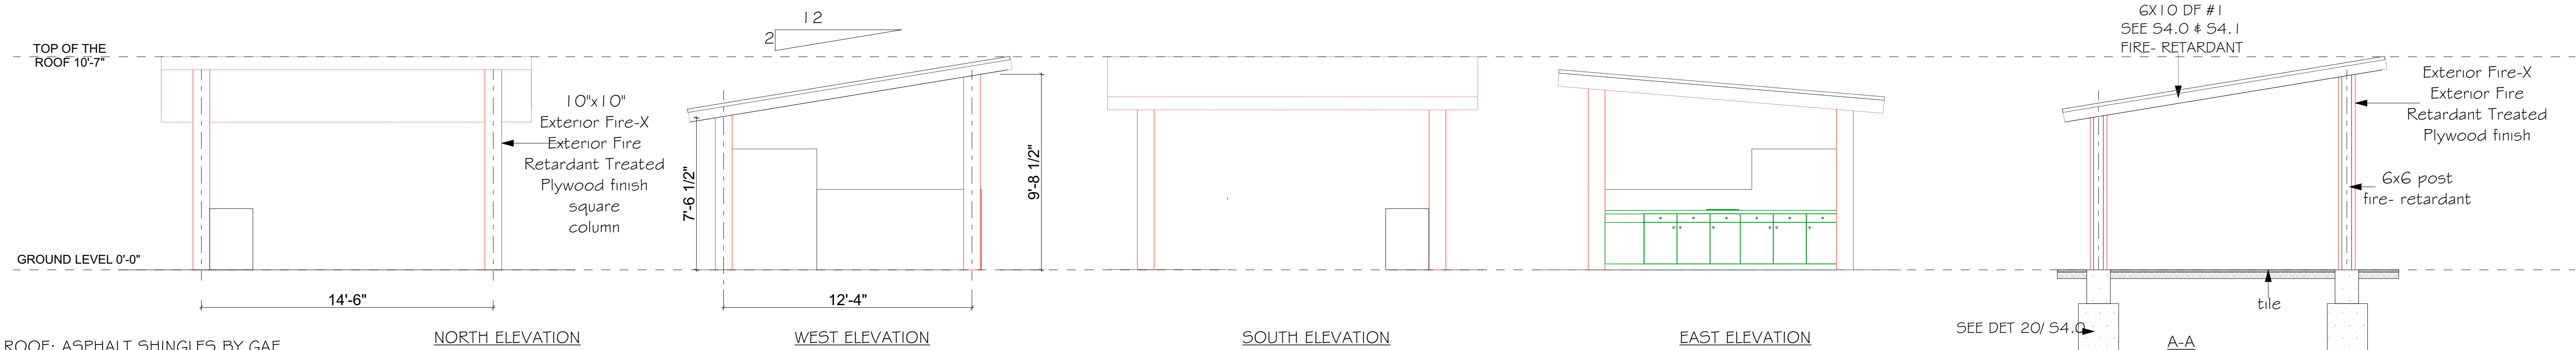 TOP OF THE
ROOF 10'-7"
GROUND LEVEL 0'-0"
10"x10"
Exterior Fire-X
Exterior Fire
Retardant Treated
Plywood finish
square
column
14'-6"
NORTH ELEVATION
ROOF: ASPHALT SHINGLES BY GAF
12
2
7'-6 1/2"
9'-8 1/2"
12'-4"
WEST ELEVATION
SOUTH ELEVATION
EAST ELEVATION
6X10 DF #1
SEE S4.0 & S4.1
FIRE- RETARDANT
Exterior Fire-X
Exterior Fire
Retardant Treated
Plywood finish
6x6 post
fire- retardant
tile
SEE DET 20/ S4.0
A-A